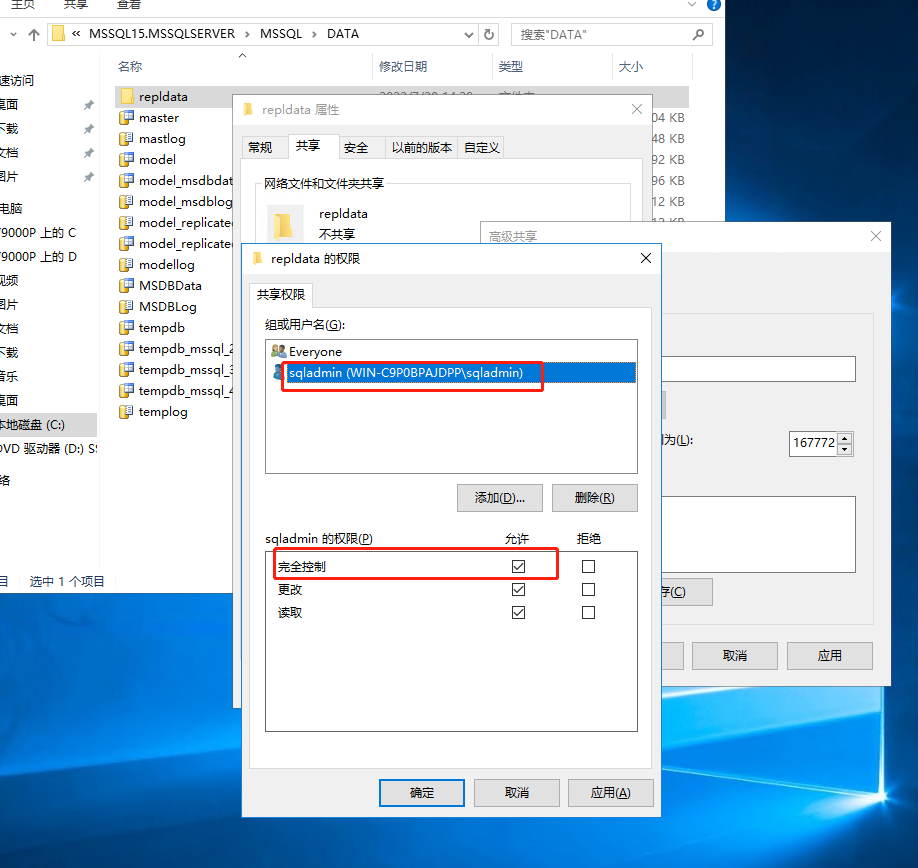 主页 共享 查看
« MSSQL15.MSSQLSERVER › MSSQL › DATA
搜索"DATA"
名称 修改日期 类型 大小
速访问
桌面
下载
文档
图片
电脑
9000P 上的 C
9000P 上的 D
视频
图片
文档
下载
音乐
桌面
本地磁盘 (C:)
DVD 驱动器 (D:) S
络
repldata
master 04 KB
mastlog 48 KB
model 92 KB
model_msdbdat 96 KB
model_msdblog 12 KB
model_replicate
model_replicate
modellog
MSDBData
MSDBLog
tempdb
tempdb_mssql_2
tempdb_mssql_3
tempdb_mssql_4
templog
目 选中 1 个项目
repldata 属性
常规 共享 安全 以前的版本 自定义
网络文件和文件夹共享
repldata
不共享
高级共享
为(L):
167772
存(C)
取消 应用
repldata 的权限
共享权限
组或用户名(G):
Everyone
sqladmin (WIN-C9P0BPAJDPP\sqladmin)
添加(D)... 删除(R)
sqladmin 的权限(P) 允许 拒绝
完全控制
更改
读取
确定 取消 应用(A)